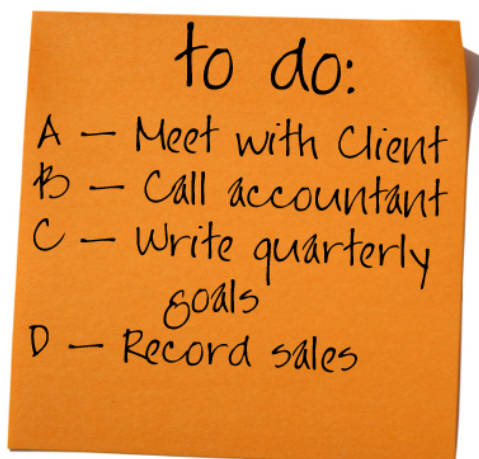 to do:
A – Meet with Client
B – Call accountant
C – Write quarterly
goals
D – Record sales